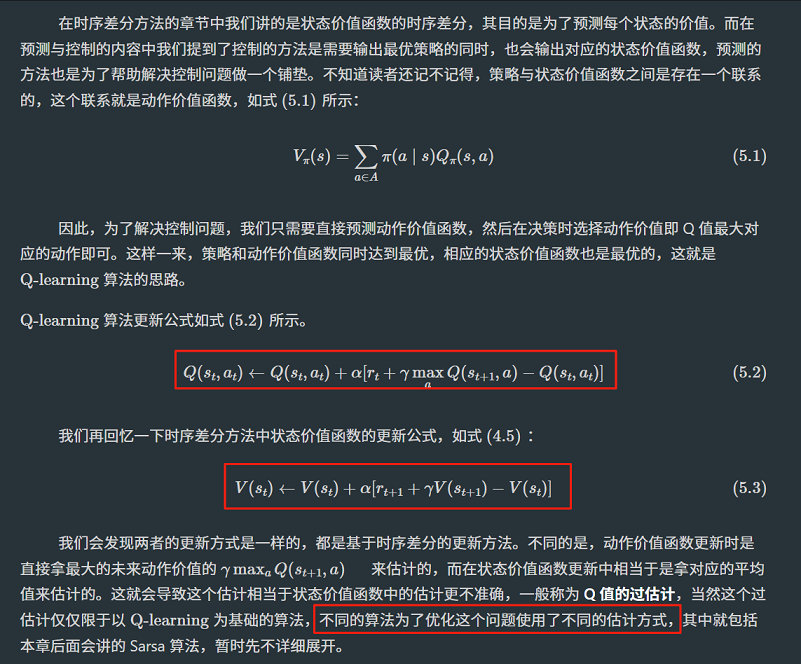 在时序差分方法的章节中我们讲的是状态价值函数的时序差分，其目的是为了预测每个状态的价值。而在
预测与控制的内容中我们提到了控制的方法是需要输出最优策略的同时，也会输出对应的状态价值函数，预测的
方法也是为了帮助解决控制问题做一个铺垫。不知道读者还记不记得，策略与状态价值函数之间是存在一个联系
的，这个联系就是动作价值函数，如式 (5.1) 所示：
V_π(s) = ∑_{a∈A} π(a | s)Q_π(s, a) (5.1)
因此，为了解决控制问题，我们只需要直接预测动作价值函数，然后在决策时选择动作价值即 Q 值最大对
应的动作即可。这样一来，策略和动作价值函数同时达到最优，相应的状态价值函数也是最优的，这就是
Q-learning 算法的思路。
Q-learning 算法更新公式如式 (5.2) 所示。
Q(s_t, a_t) ← Q(s_t, a_t) + α[r_t + γ max_a Q(s_{t+1}, a) − Q(s_t, a_t)] (5.2)
我们再回忆一下时序差分方法中状态价值函数的更新公式，如式 (4.5) ：
V(s_t) ← V(s_t) + α[r_{t+1} + γV(s_{t+1}) − V(s_t)] (5.3)
我们会发现两者的更新方式是一样的，都是基于时序差分的更新方法。不同的是，动作价值函数更新时是
直接拿最大的未来动作价值的 γ max_a Q(s_{t+1}, a) 来估计的，而在状态价值函数更新中相当于是拿对应的平均
值来估计的。这就会导致这个估计相当于状态价值函数中的估计更不准确，一般称为 Q 值的过估计，当然这个过
估计仅仅限于以 Q-learning 为基础的算法，不同的算法为了优化这个问题使用了不同的估计方式，其中就包括
本章后面会讲的 Sarsa 算法，暂时先不详细展开。